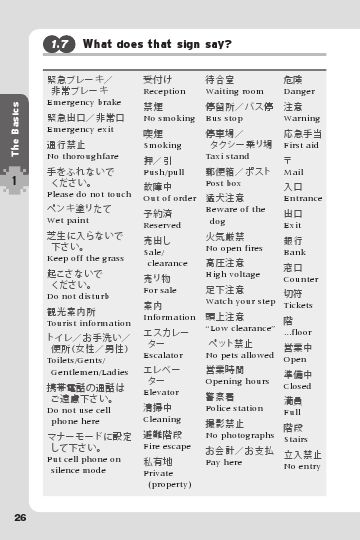 1.7 What does that sign say?
緊急ブレーキ／
非常ブレーキ
Emergency brake
緊急出口／非常口
Emergency exit
通行禁止
No thoroughfare
手をふれないで
ください。
Please do not touch
ペンキ塗りたて
Wet paint
芝生に入らないで
下さい。
Keep off the grass
起こさないで
ください。
Do not disturb
観光案内所
Tourist information
トイレ／お手洗い／
便所(女性／男性)
Toilets/Gents/
Gentlemen/Ladies
携帯電話の通話は
ご遠慮下さい。
Do not use cell
phone here
マナーモードに設定
して下さい。
Put cell phone on
silence mode
受付け
Reception
禁煙
No smoking
喫煙
Smoking
押／引
Push/pull
故障中
Out of order
予約済
Reserved
売出し
Sale/
clearance
売り物
For sale
案内
Information
エスカレー
ター
Escalator
エレベー
ター
Elevator
清掃中
Cleaning
避難階段
Fire escape
私有地
Private
(property)
待合室
Waiting room
停留所／バス停
Bus stop
停車場／
タクシー乗り場
Taxi stand
郵便箱／ポスト
Post box
猛犬注意
Beware of the
dog
火気厳禁
No open fires
高圧注意
High voltage
足下注意
Watch your step
頭上注意
“Low clearance”
ペット禁止
No pets allowed
営業時間
Opening hours
警察署
Police station
撮影禁止
No photographs
お会計／お支払
Pay here
危険
Danger
注意
Warning
応急手当
First aid
〒
Mail
入口
Entrance
出口
Exit
銀行
Bank
窓口
Counter
切符
Tickets
階
...floor
営業中
Open
準備中
Closed
満員
Full
階段
Stairs
立入禁止
No entry
The Basics
1
26